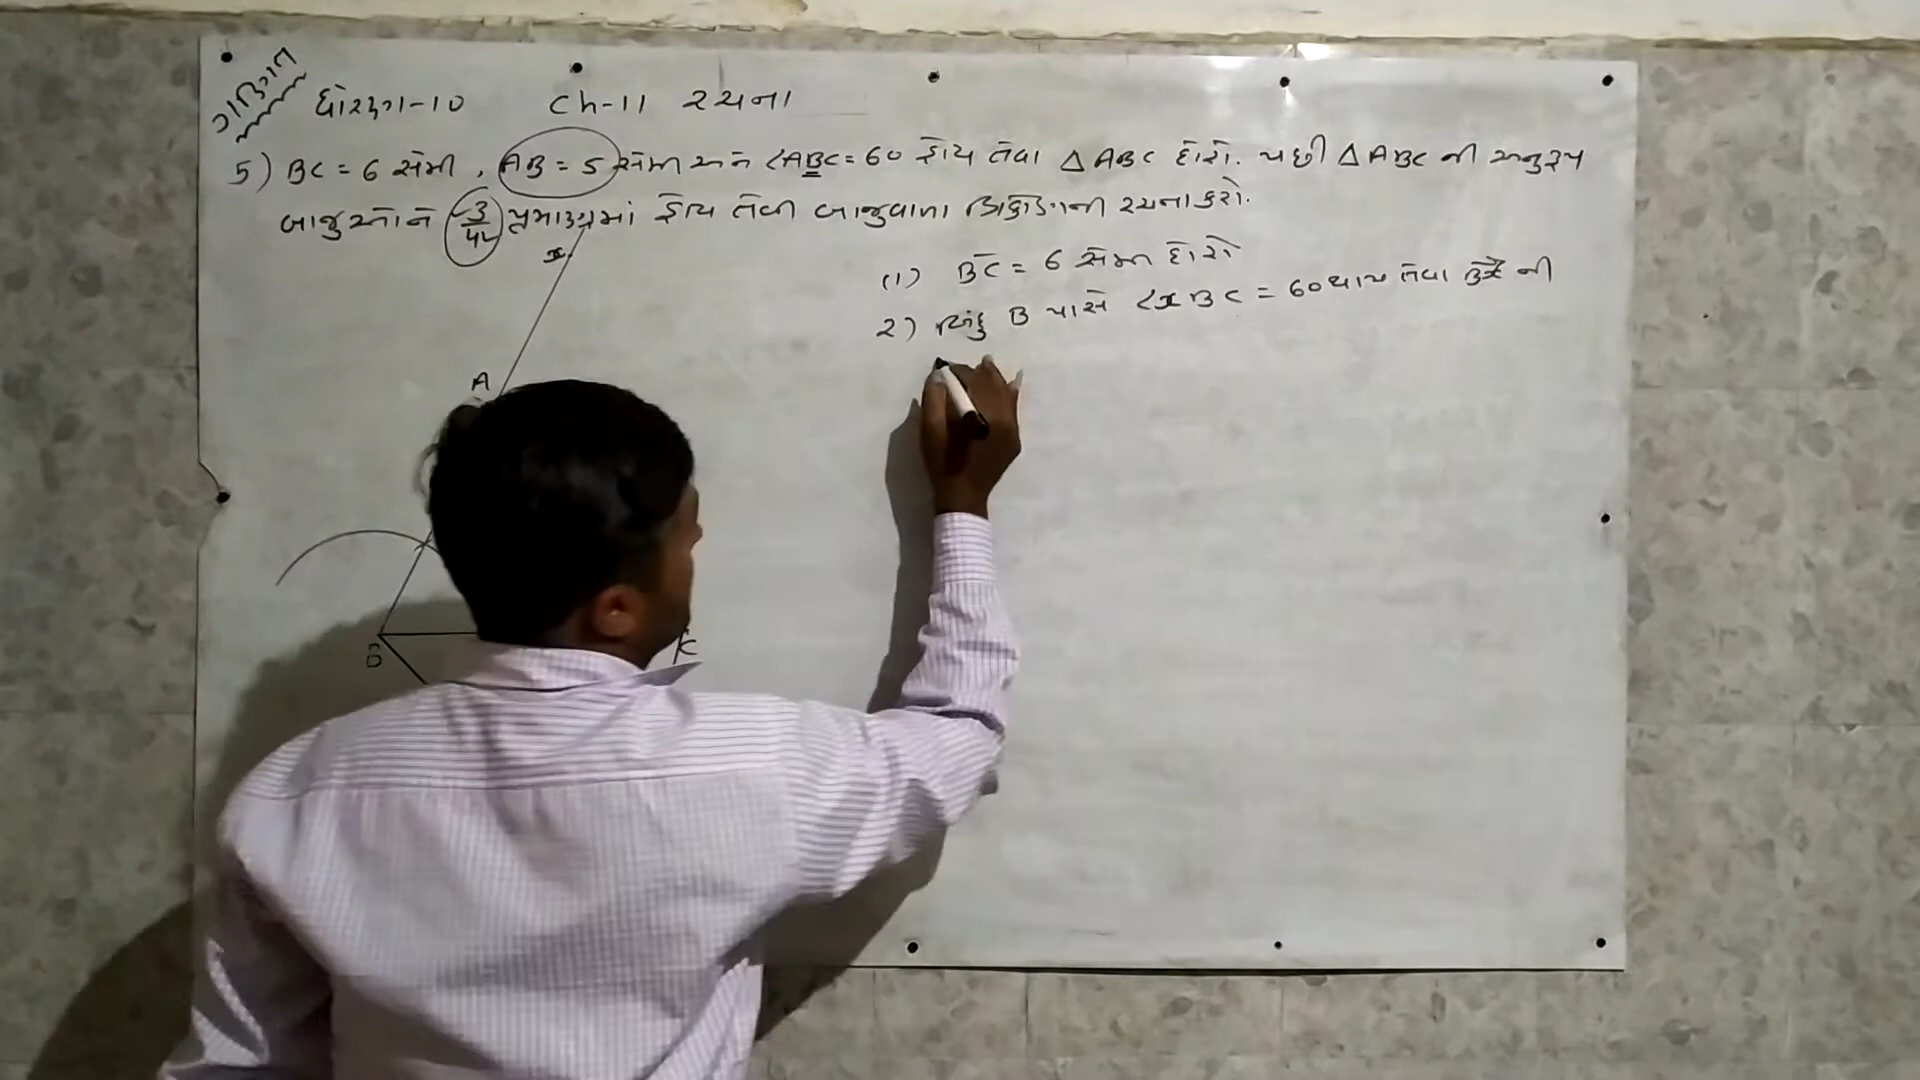 ગણિત
ધોરણ-10 Ch-11 રચના
5) BC = 6 સેમી , AB = 5 સેમી અને ∠ABC = 60 હોય તેવા △ ABC દોરો. પછી △ ABC ની અનુરૂપ
બાજુઓને 3/4 પ્રમાણમાં હોય તેવી બાજુવાળા ત્રિકોણની રચના કરો.
(1) BC = 6 સેમી દોરો
2) બિંદુ B પાસે ∠xBC = 60 થાય તેવા Bx ની
x
A
B
C